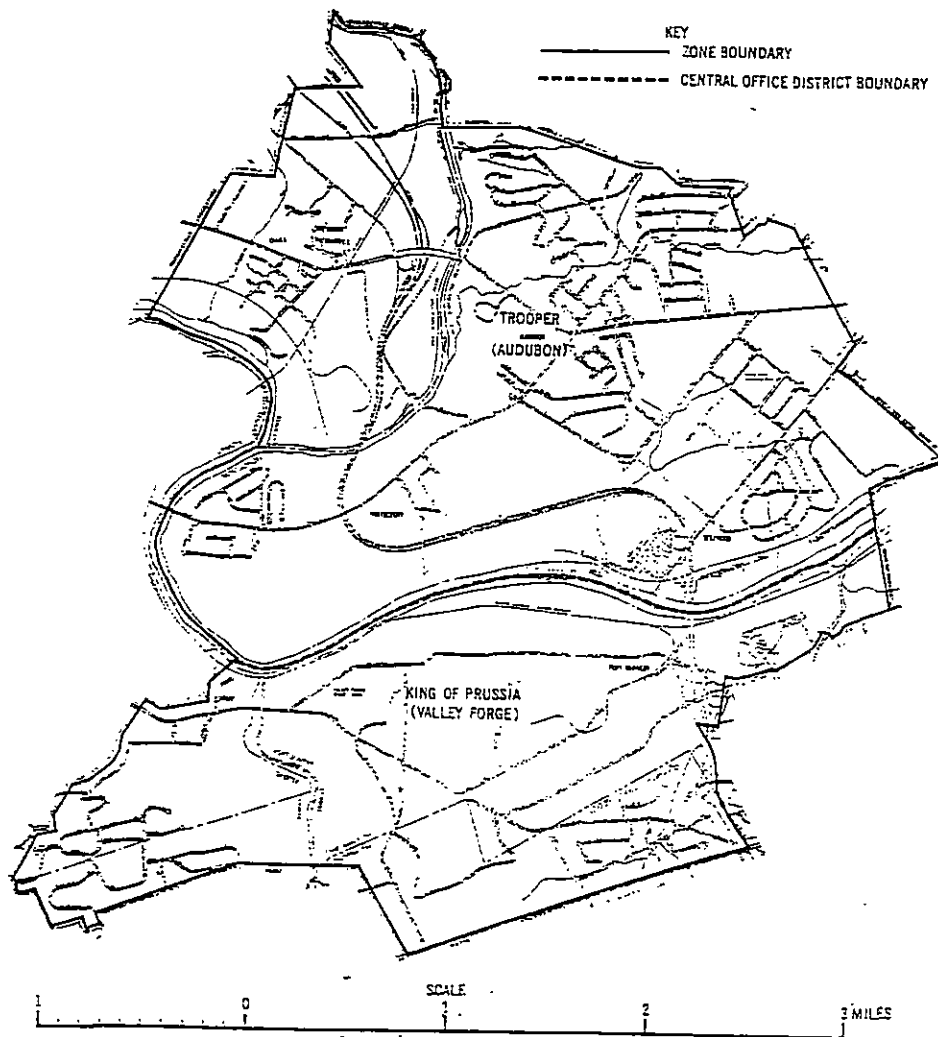 KEY
ZONE BOUNDARY
CENTRAL OFFICE DISTRICT BOUNDARY
TROOPER
(AUDUBON)
KING OF PRUSSIA
(VALLEY FORGE)
SCALE
1 0 1 2 3 MILES